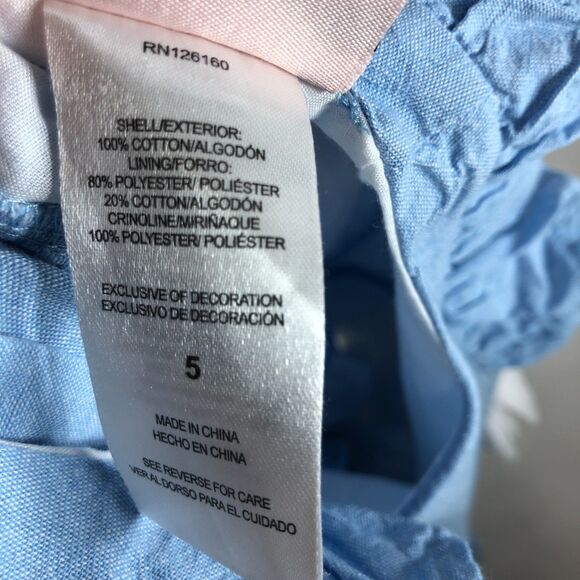 RN126160
SHELL/EXTERIOR:
100% COTTON/ALGODÓN
LINING/FORRO:
80% POLYESTER/ POLIÉSTER
20% COTTON/ALGODÓN
CRINOLINE/MIRIÑAQUE
100% POLYESTER/ POLIÉSTER
EXCLUSIVE OF DECORATION
EXCLUSIVO DE DECORACIÓN
5
MADE IN CHINA
HECHO EN CHINA
SEE REVERSE FOR CARE
VER AL DORSO PARA EL CUIDADO